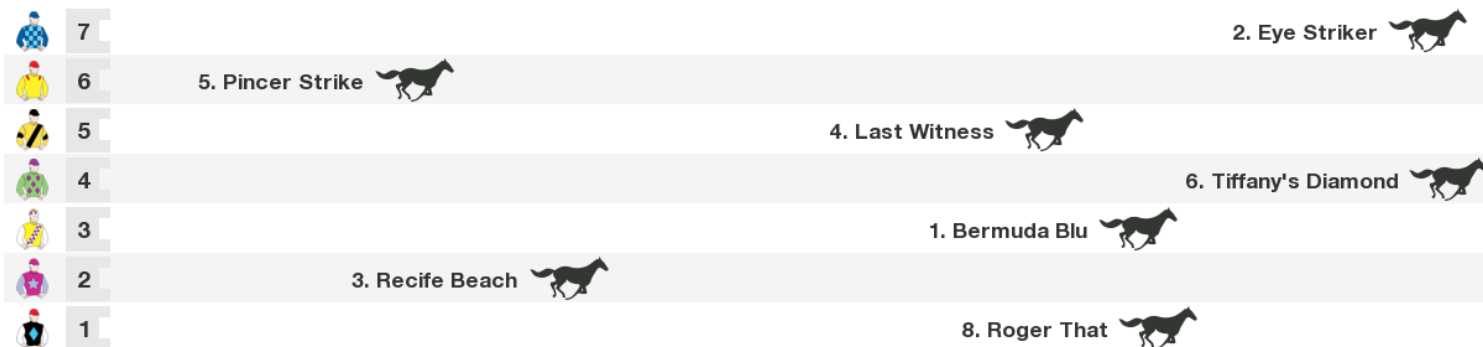 7 2. Eye Striker
6 5. Pincer Strike
5 4. Last Witness
4 6. Tiffany's Diamond
3 1. Bermuda Blu
2 3. Recife Beach
1 8. Roger That